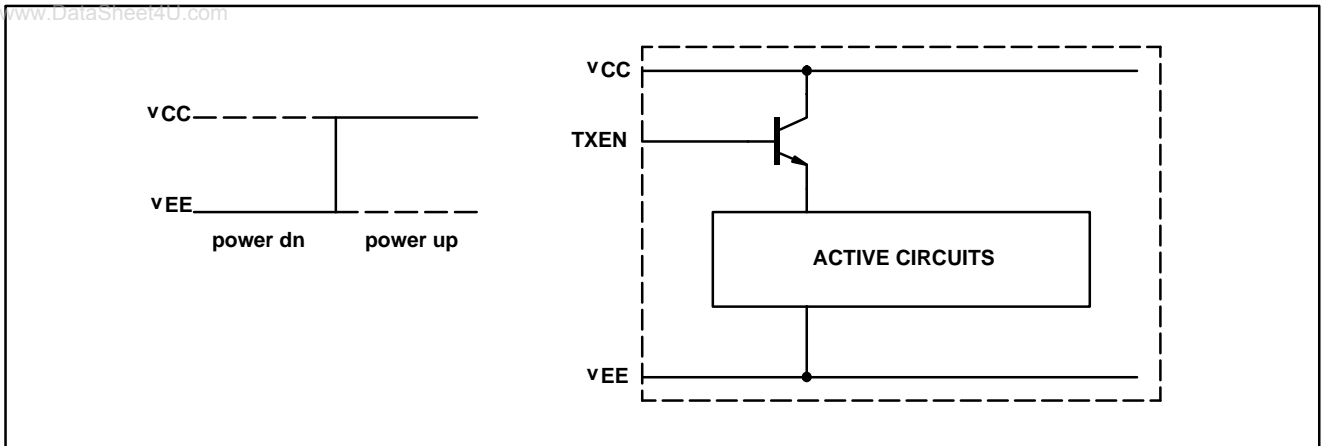 www.DataSheet4U.com
VCC
VEE
power dn power up
VCC
TXEN
ACTIVE CIRCUITS
VEE